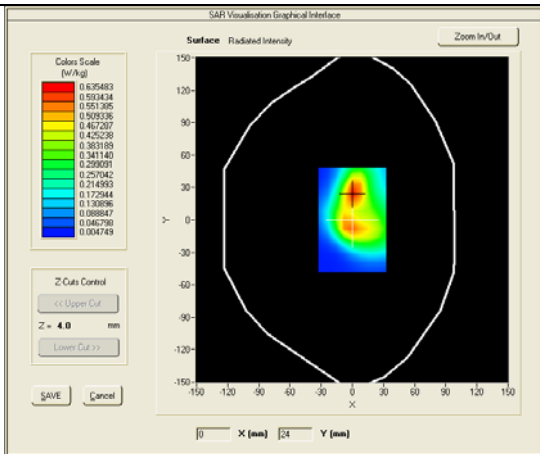 SAR Visualisation Graphical Interface
Surface Radiated Intensity
Zoom In/Out
Colors Scale
(W/kg)
0.635483
0.593434
0.551385
0.509336
0.467287
0.425238
0.383189
0.341140
0.299091
0.257042
0.214993
0.172944
0.130896
0.088847
0.046798
0.004749
Z Cuts Control
<< Upper Cut
Z = 4.0 mm
Lower Cut >>
SAVE Cancel
150-
120-
90-
60-
30-
0-
-30-
-60-
-90-
-120-
-150-
Y
-150 -120 -90 -60 -30 0 30 60 90 120 150
X
0 X (mm) 24 Y (mm)